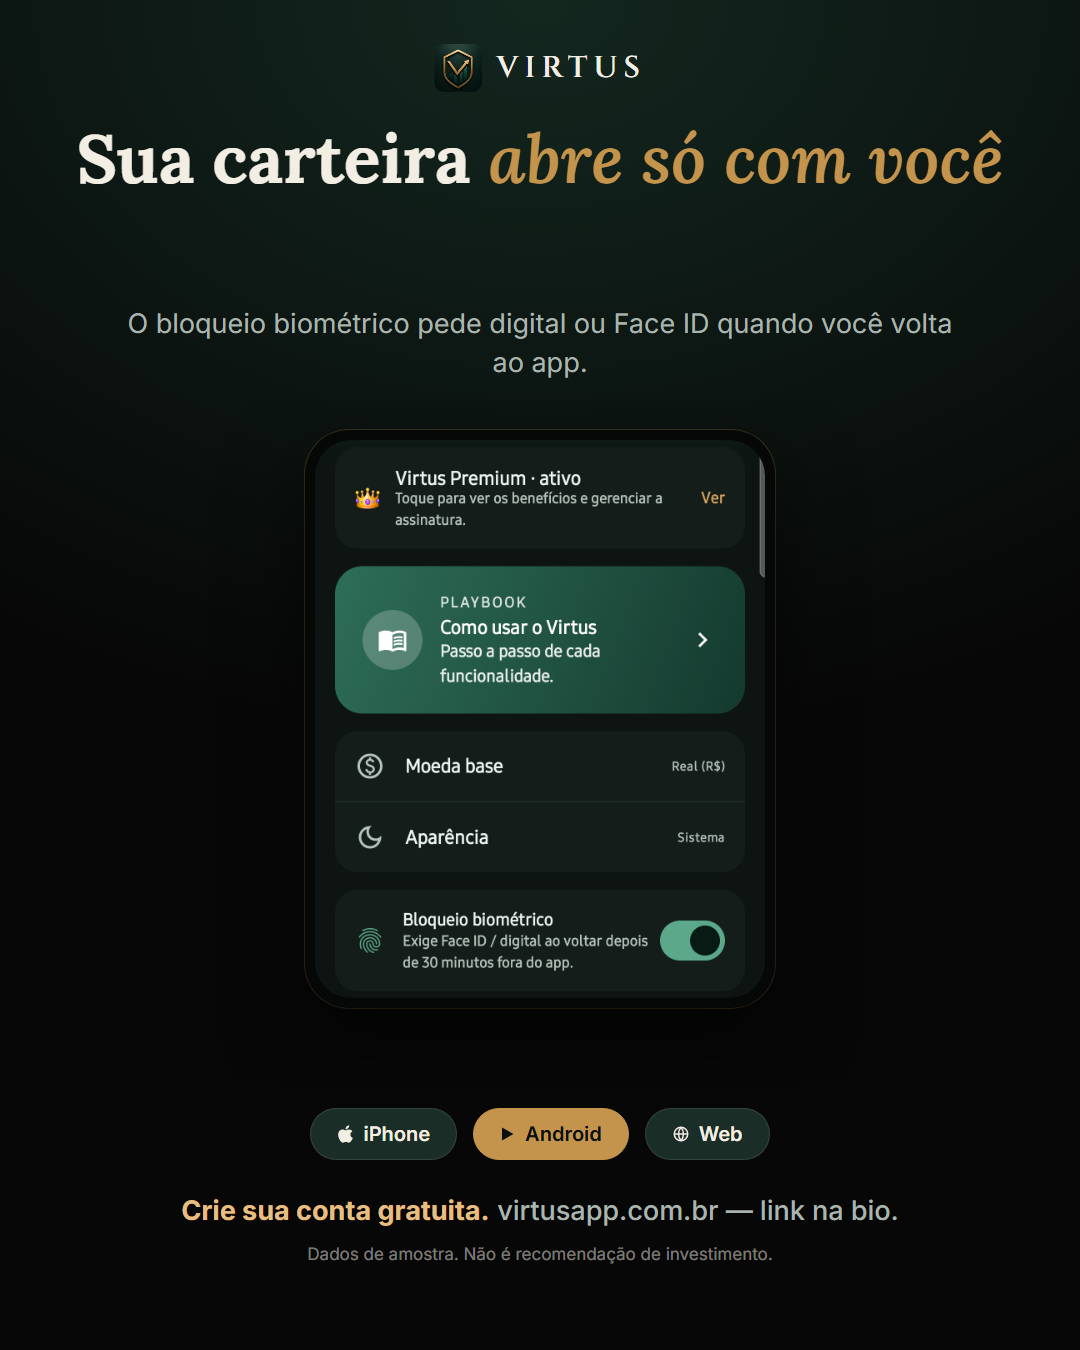 VIRTUS
Sua carteira abre só com você
O bloqueio biométrico pede digital ou Face ID quando você volta
ao app.
Virtus Premium · ativo
Toque para ver os benefícios e gerenciar a
assinatura.
Ver
PLAYBOOK
Como usar o Virtus
Passo a passo de cada
funcionalidade.
Moeda base
Real (R$)
Aparência
Sistema
Bloqueio biométrico
Exige Face ID / digital ao voltar depois
de 30 minutos fora do app.
iPhone
Android
Web
Crie sua conta gratuita. virtusapp.com.br — link na bio.
Dados de amostra. Não é recomendação de investimento.